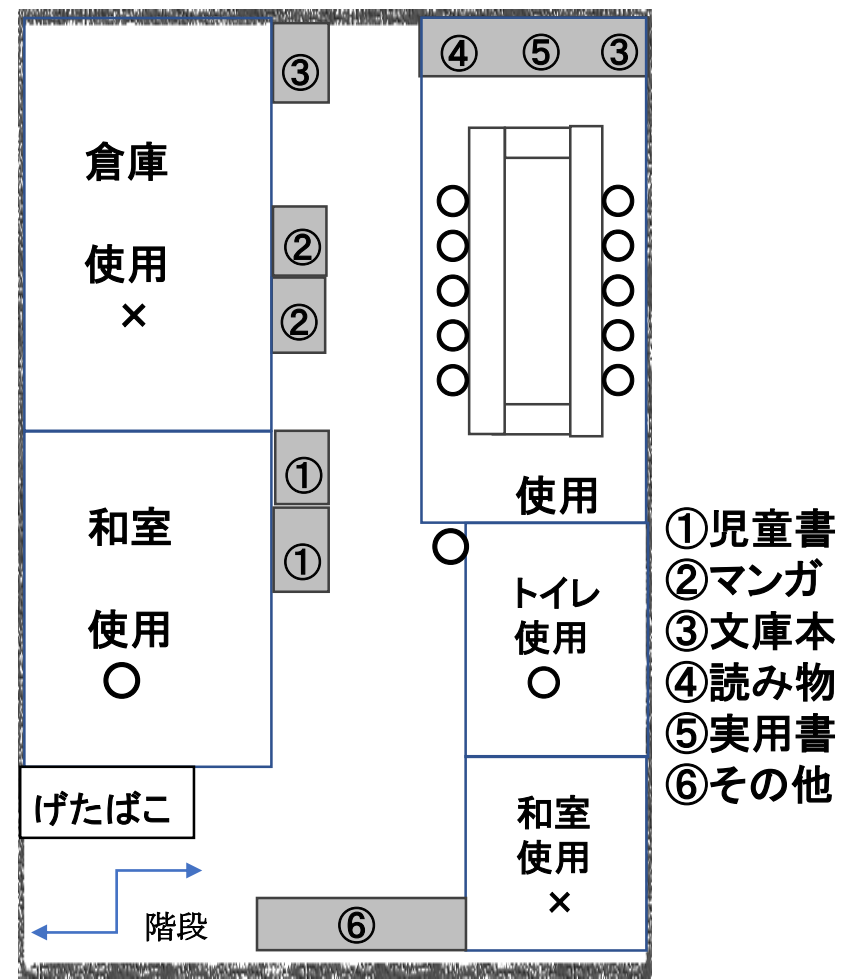 ③
④ ⑤ ③
倉庫
使用
×
②
②
使用
①
①
和室
使用
○
トイレ
使用
○
げたばこ
階段
⑥
和室
使用
×
①児童書
②マンガ
③文庫本
④読み物
⑤実用書
⑥その他